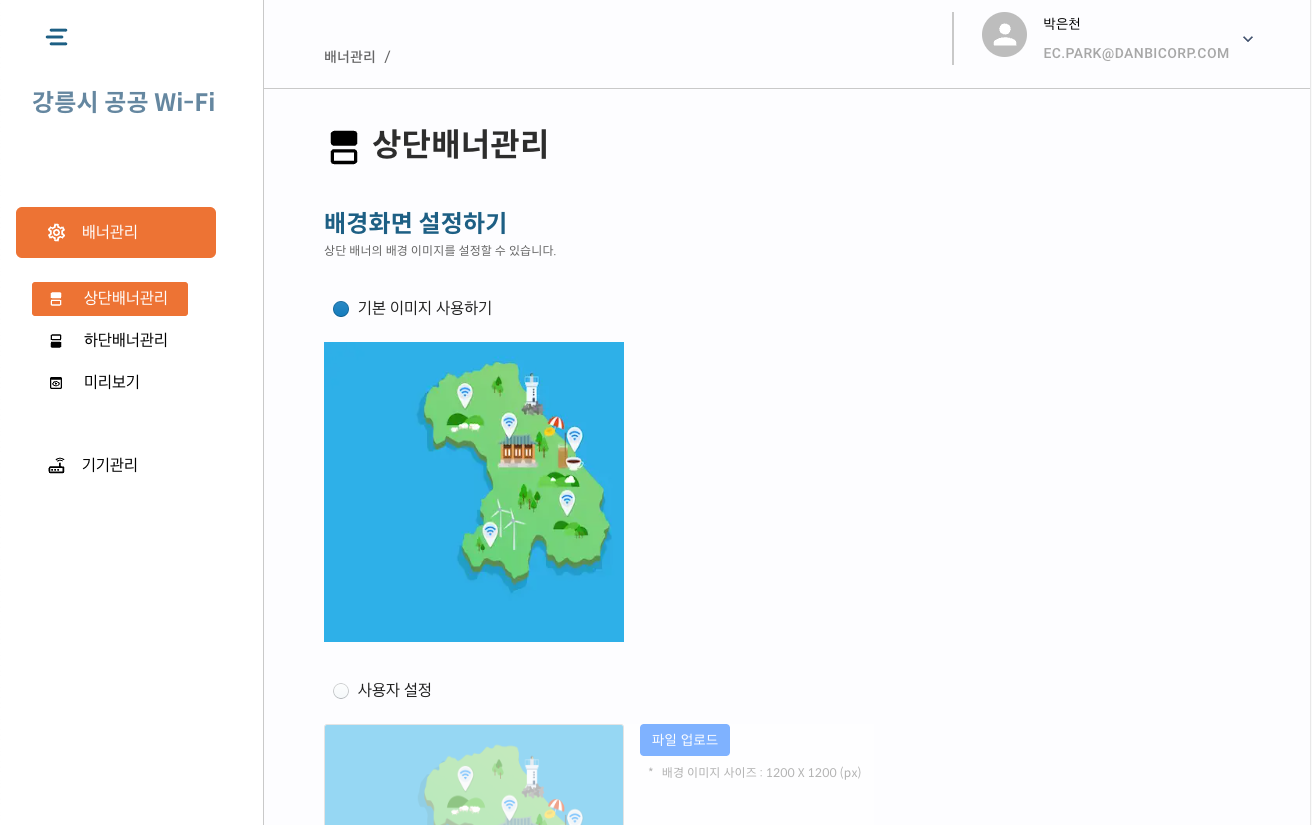 강릉시 공공 Wi-Fi
배너관리
상단배너관리
하단배너관리
미리보기
기기관리
배너관리 /
박은천
EC.PARK@DANBICORP.COM
상단배너관리
배경화면 설정하기
상단 배너의 배경 이미지를 설정할 수 있습니다.
기본 이미지 사용하기
사용자 설정
파일 업로드
* 배경 이미지 사이즈 : 1200 X 1200 (px)